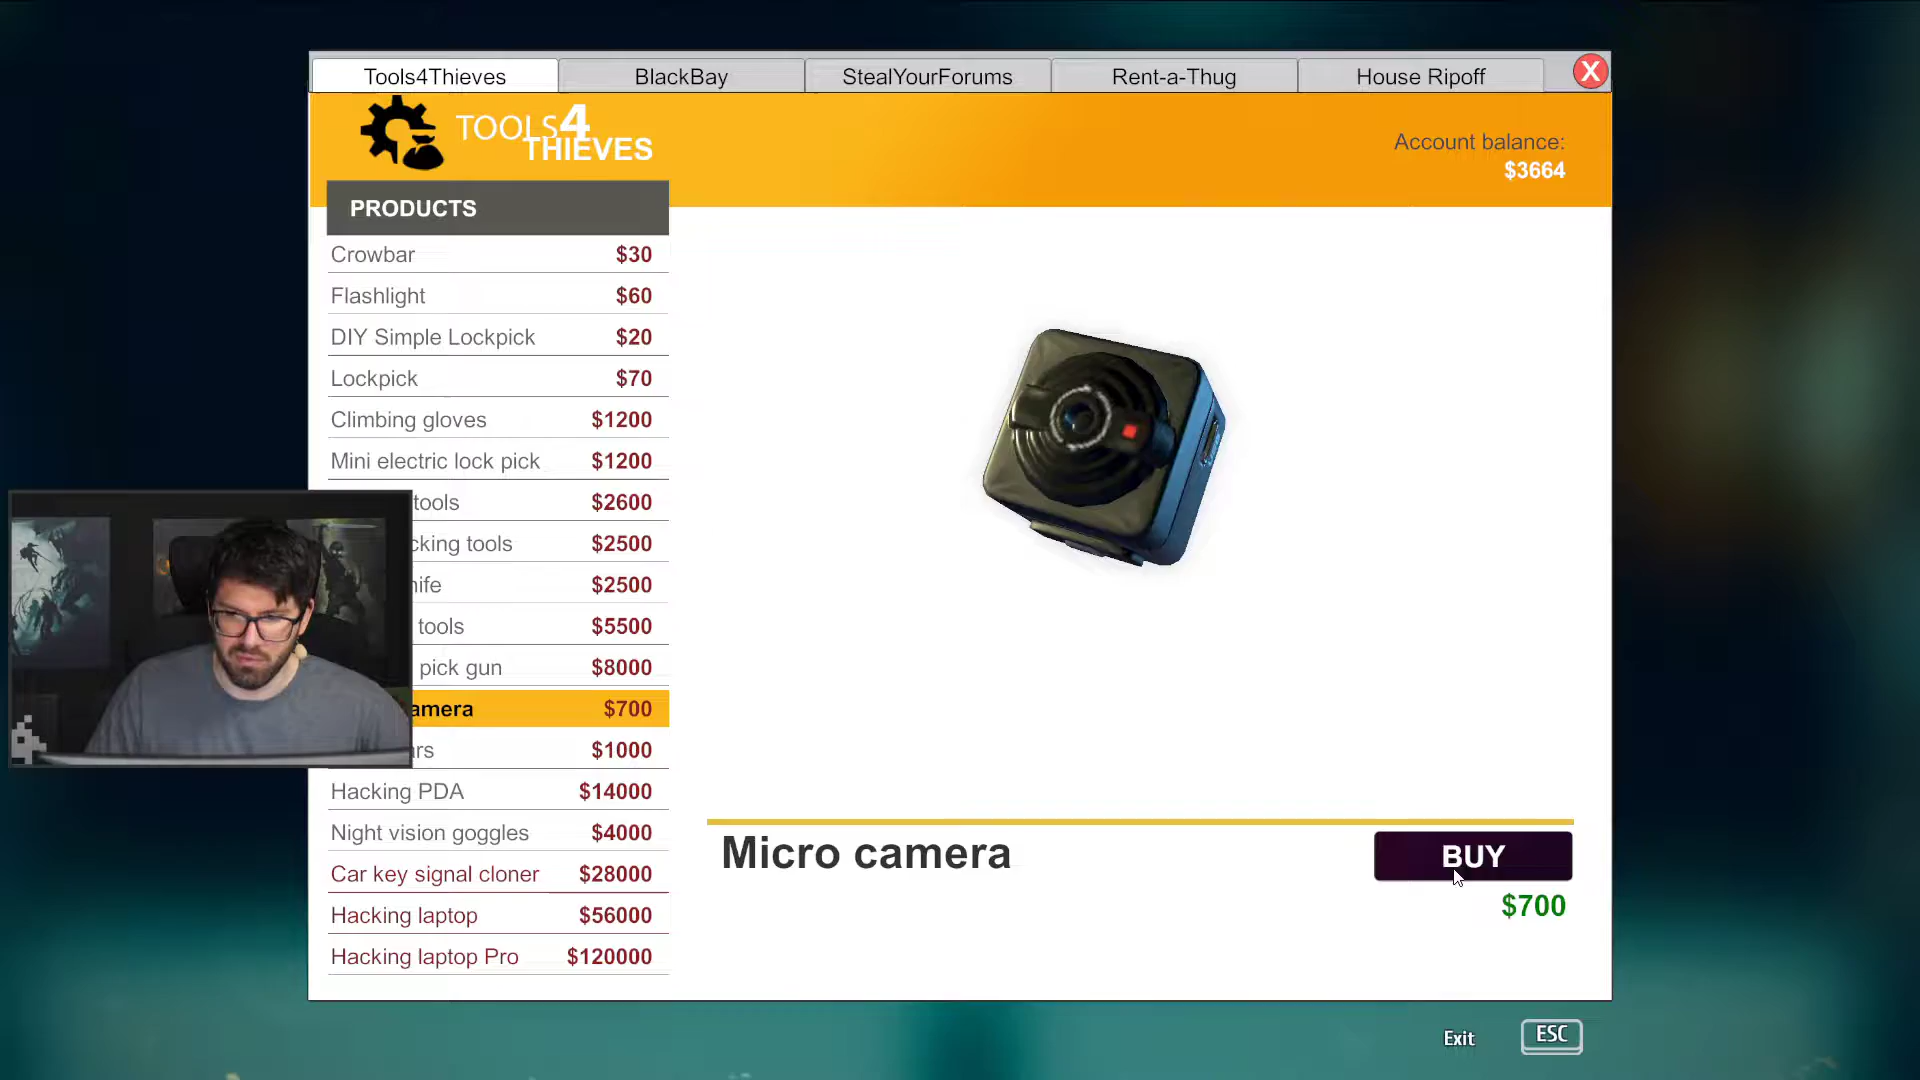 Tools4Thieves
BlackBay
StealYourForums
Rent-a-Thug
House Ripoff
X
TOOLS4
THIEVES
Account balance:
$3664
PRODUCTS
Crowbar $30
Flashlight $60
DIY Simple Lockpick $20
Lockpick $70
Climbing gloves $1200
Mini electric lock pick $1200
tools $2600
cking tools $2500
ife $2500
tools $5500
pick gun $8000
amera $700
rs $1000
Hacking PDA $14000
Night vision goggles $4000
Car key signal cloner $28000
Hacking laptop $56000
Hacking laptop Pro $120000
Micro camera
BUY
$700
Exit ESC